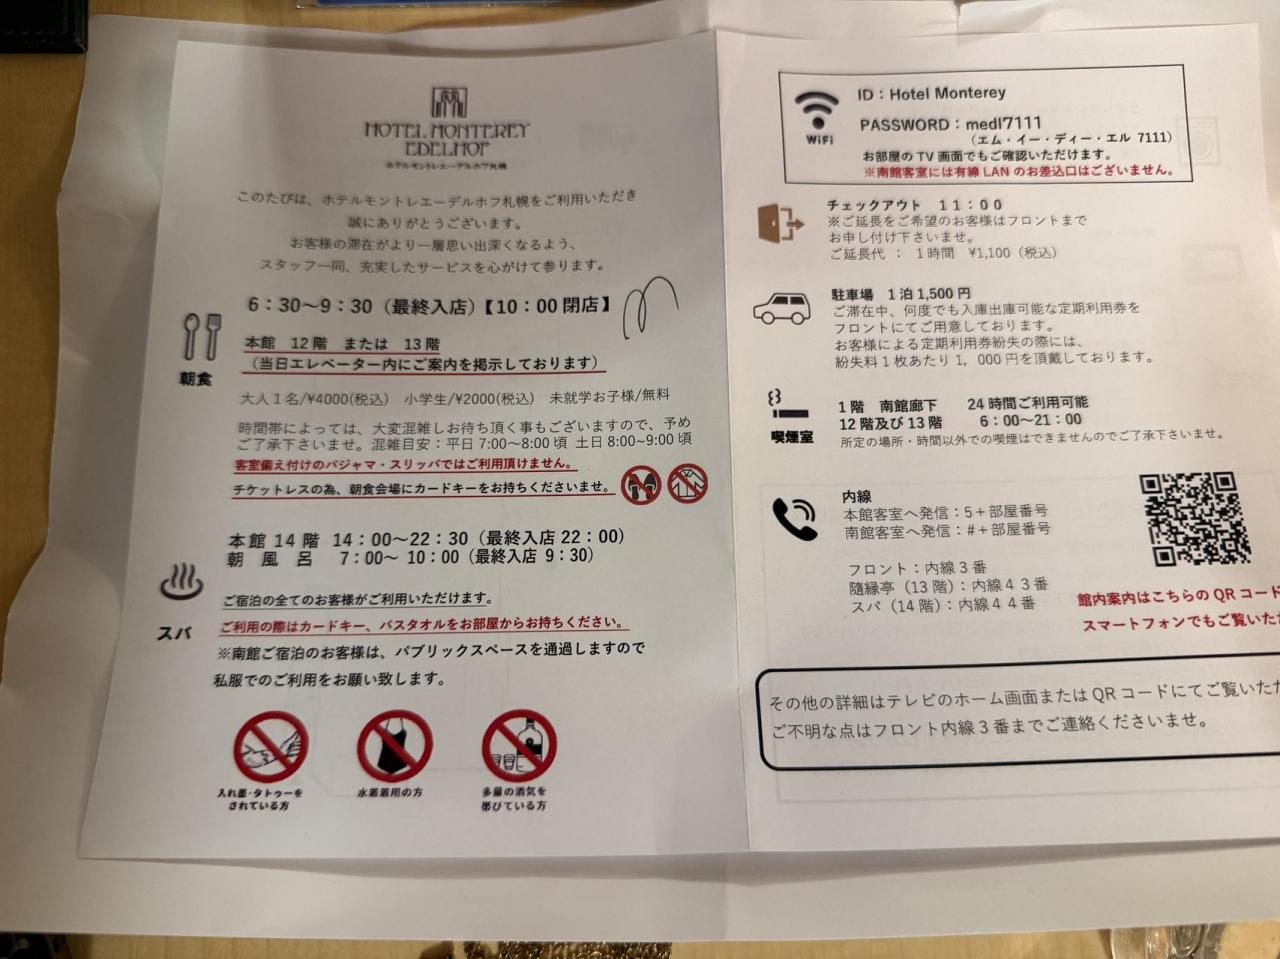 HOTEL MONTEREY
EDELHOF
ホテルモントレエーデルホフ札幌
このたびは、ホテルモントレエーデルホフ札幌をご利用いただき
誠にありがとうございます。
お客様の滞在がより一層思い出深くなるよう、
スタッフ一同、充実したサービスを心がけて参ります。
朝食
6：30～9：30（最終入店）【10：00 閉店】
本館 12 階 または 13 階
（当日エレベーター内にご案内を掲示しております）
大人 1 名/¥4000(税込) 小学生/¥2000(税込) 未就学お子様/無料
時間帯によっては、大変混雑しお待ち頂く事もございますので、予め
ご了承下さいませ。混雑目安：平日 7:00～8:00 頃 土日 8:00~9:00 頃
客室備え付けのパジャマ・スリッパではご利用頂けません。
チケットレスの為、朝食会場にカードキーをお持ちくださいませ。
スパ
本館 14 階 14：00～22：30（最終入店 22：00）
朝 風 呂 7：00～ 10：00（最終入店 9：30）
ご宿泊の全てのお客様がご利用いただけます。
ご利用の際はカードキー、バスタオルをお部屋からお持ちください。
※南館ご宿泊のお客様は、パブリックスペースを通過しますので
私服でのご利用をお願い致します。
入れ墨・タトゥーを
されている方
水着着用の方
多量の酒気を
帯びている方
WiFi
ID：Hotel Monterey
PASSWORD：medl7111
（エム・イー・ディー・エル 7111）
お部屋の TV 画面でもご確認いただけます。
※南館客室には有線 LAN のお差込口はございません。
チェックアウト 11：00
※ご延長をご希望のお客様はフロントまで
お申し付け下さいませ。
ご延長代 ： 1 時間 ¥1,100（税込）
駐車場 1 泊 1,500 円
ご滞在中、何度でも入庫出庫可能な定期利用券を
フロントにてご用意しております。
お客様による定期利用券紛失の際には、
紛失料 1 枚あたり 1，000 円を頂戴しております。
喫煙室
1 階 南館廊下 24 時間ご利用可能
12 階及び 13 階 6：00～21：00
所定の場所・時間以外での喫煙はできませんのでご了承下さいませ。
内線
本館客室へ発信：5＋部屋番号
南館客室へ発信：#＋部屋番号
フロント：内線 3 番
隨縁亭（13 階）：内線 4 3 番
スパ（14 階）：内線 4 4 番
館内案内はこちらの QR コード
スマートフォンでもご覧いただ
その他の詳細はテレビのホーム画面または QR コードにてご覧いただ
ご不明な点はフロント内線 3 番までご連絡くださいませ。